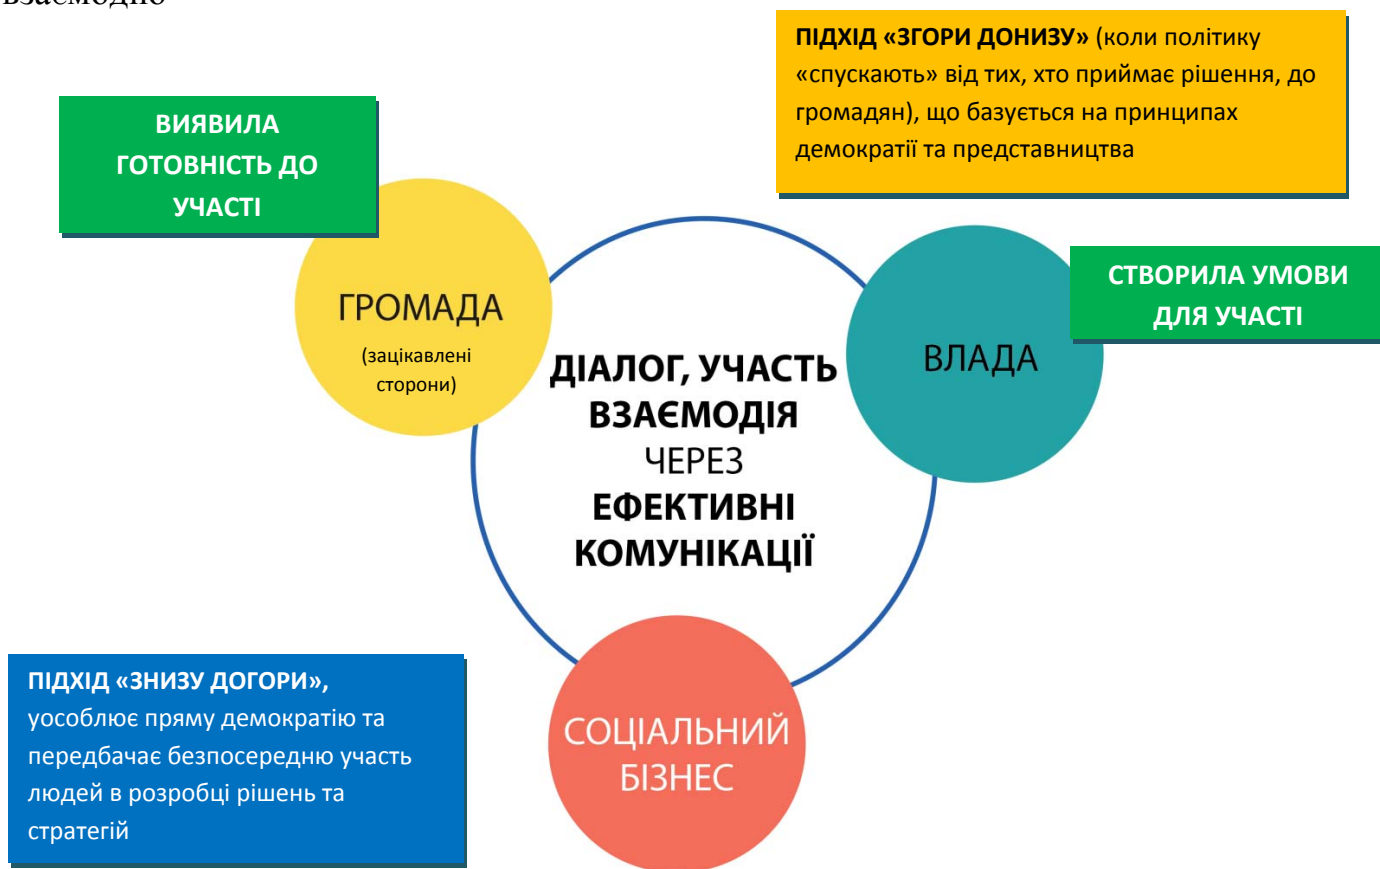 взаємодію
ПІДХІД «ЗГОРИ ДОНИЗУ» (коли політику
«спускають» від тих, хто приймає рішення, до
громадян), що базується на принципах
демократії та представництва
ВИЯВИЛА
ГОТОВНІСТЬ ДО
УЧАСТІ
СТВОРИЛА УМОВИ
ДЛЯ УЧАСТІ
ГРОМАДА
(зацікавлені
сторони)
ВЛАДА
ДІАЛОГ, УЧАСТЬ
ВЗАЄМОДІЯ
ЧЕРЕЗ
ЕФЕКТИВНІ
КОМУНІКАЦІЇ
ПІДХІД «ЗНИЗУ ДОГОРИ»,
уособлює пряму демократію та
передбачає безпосередню участь
людей в розробці рішень та
стратегій
СОЦІАЛЬНИЙ
БІЗНЕС